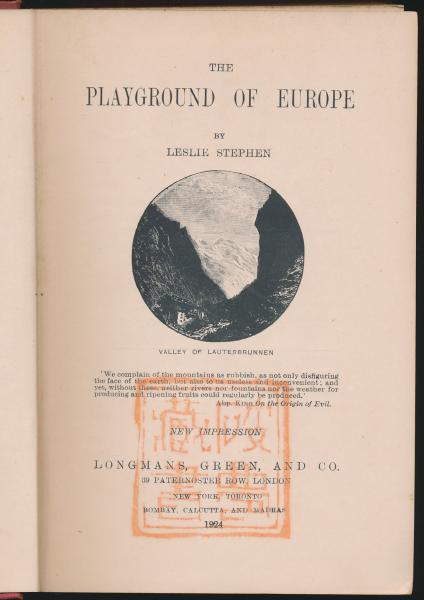 THE
PLAYGROUND OF EUROPE
BY
LESLIE STEPHEN
VALLEY OF LAUTERBRUNNEN
'We complain of the mountains as rubbish, as not only disfiguring
the face of the earth, but also to us useless and inconvenient; and
yet, without these, neither rivers nor fountains nor the weather for
producing and ripening fruits could regularly be produced.'
Abp. King On the Origin of Evil.
NEW IMPRESSION
LONGMANS, GREEN, AND CO.
39 PATERNOSTER ROW, LONDON
NEW YORK, TORONTO
BOMBAY, CALCUTTA, AND MADRAS
1924
藏書